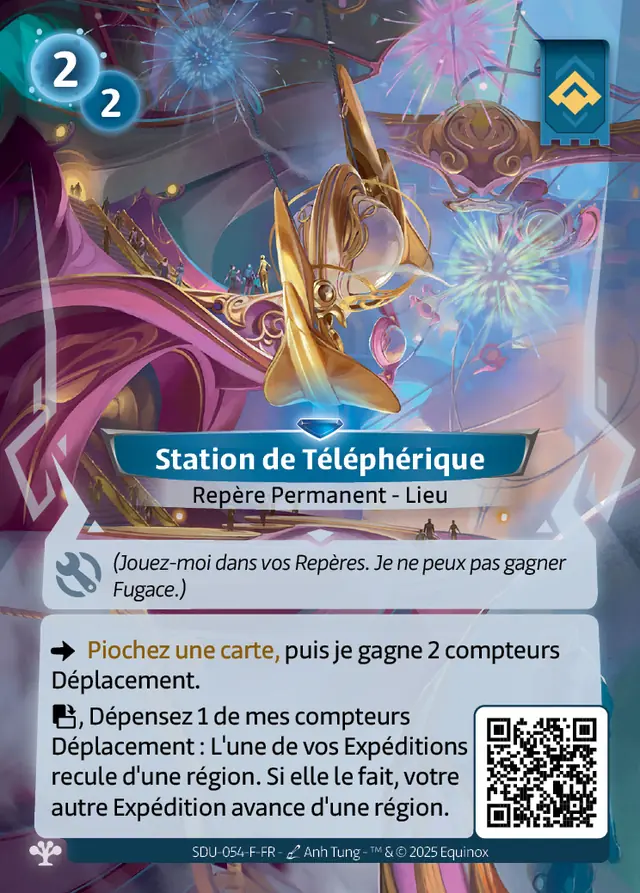 2
2
Station de Téléphérique
Repère Permanent - Lieu
(Jouez-moi dans vos Repères. Je ne peux pas gagner
Fugace.)
Piochez une carte, puis je gagne 2 compteurs
Déplacement.
, Dépensez 1 de mes compteurs
Déplacement : L'une de vos Expéditions
recule d'une région. Si elle le fait, votre
autre Expédition avance d'une région.
SDU-054-F-FR - Anh Tung - ™ & © 2025 Equinox